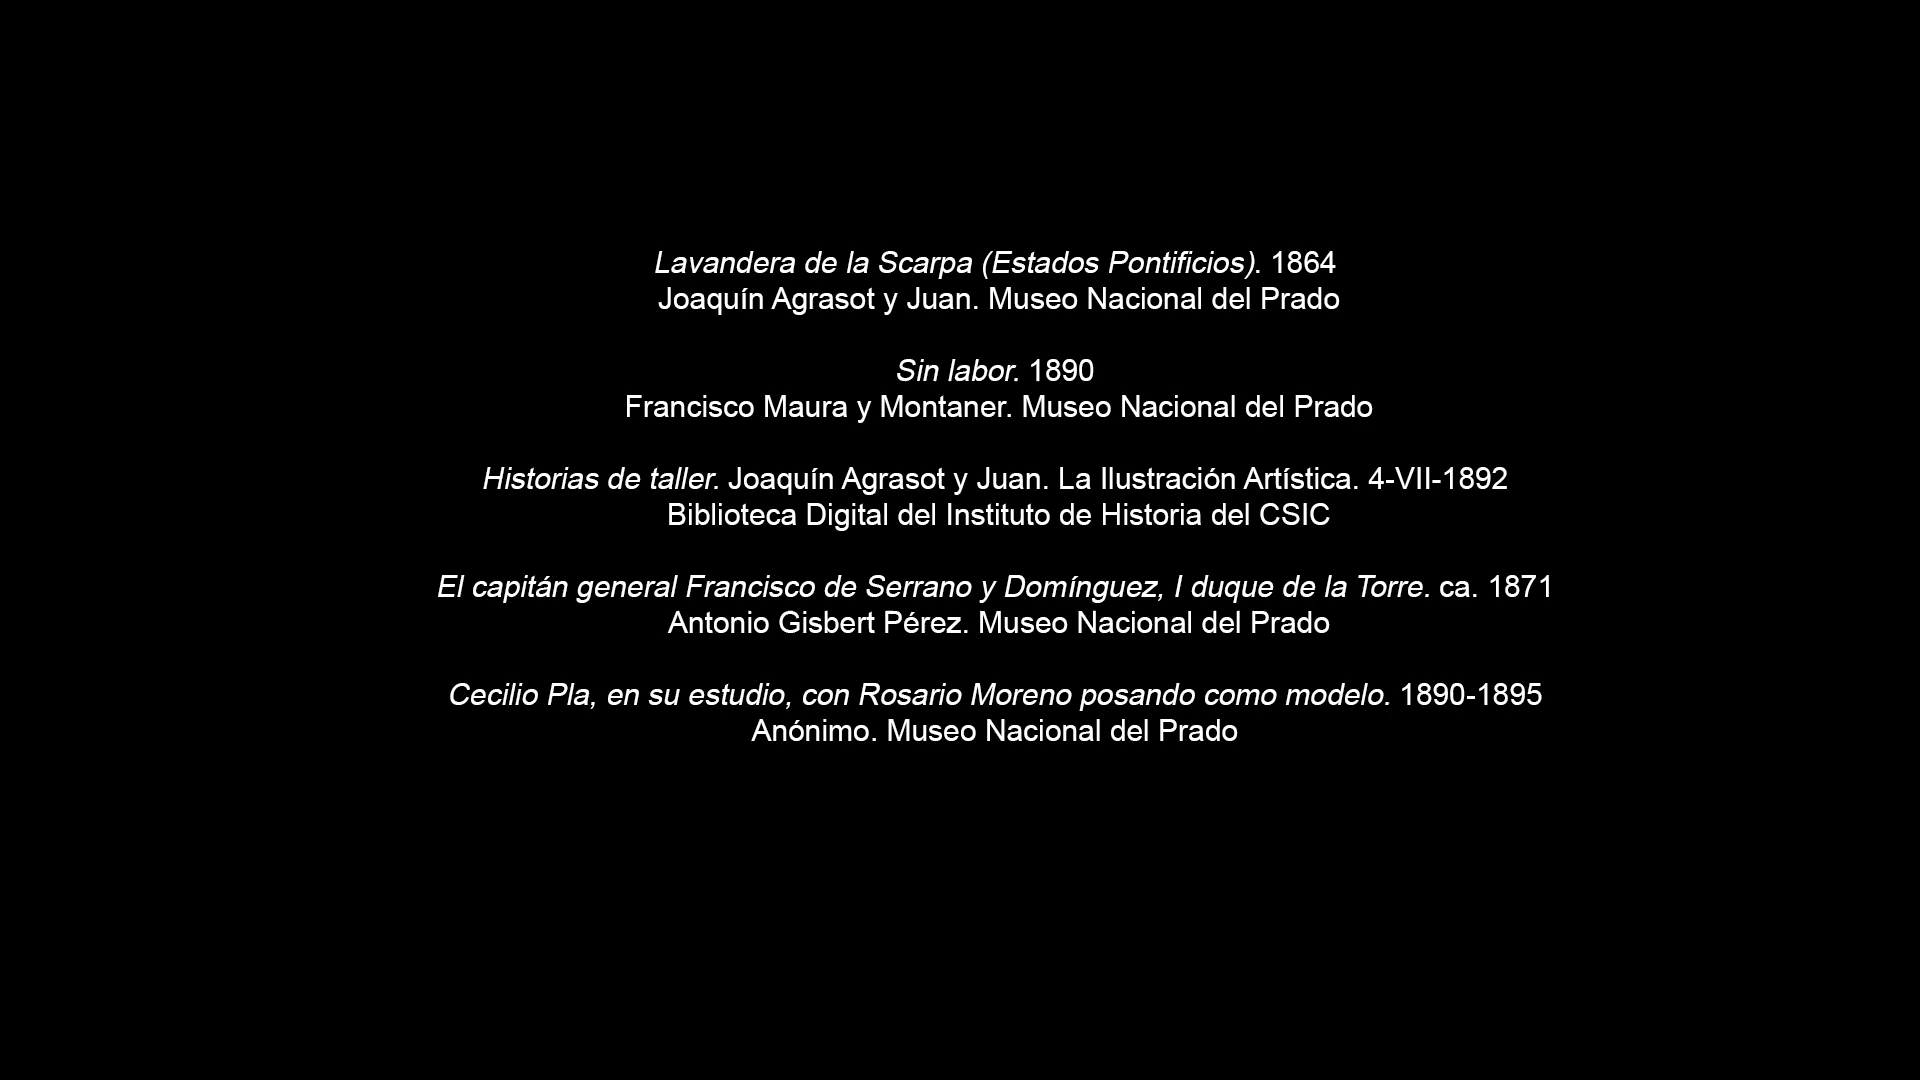 Lavandera de la Scarpa (Estados Pontificios). 1864
Joaquín Agrasot y Juan. Museo Nacional del Prado
Sin labor. 1890
Francisco Maura y Montaner. Museo Nacional del Prado
Historias de taller. Joaquín Agrasot y Juan. La Ilustración Artística. 4-VII-1892
Biblioteca Digital del Instituto de Historia del CSIC
El capitán general Francisco de Serrano y Domínguez, I duque de la Torre. ca. 1871
Antonio Gisbert Pérez. Museo Nacional del Prado
Cecilio Pla, en su estudio, con Rosario Moreno posando como modelo. 1890-1895
Anónimo. Museo Nacional del Prado